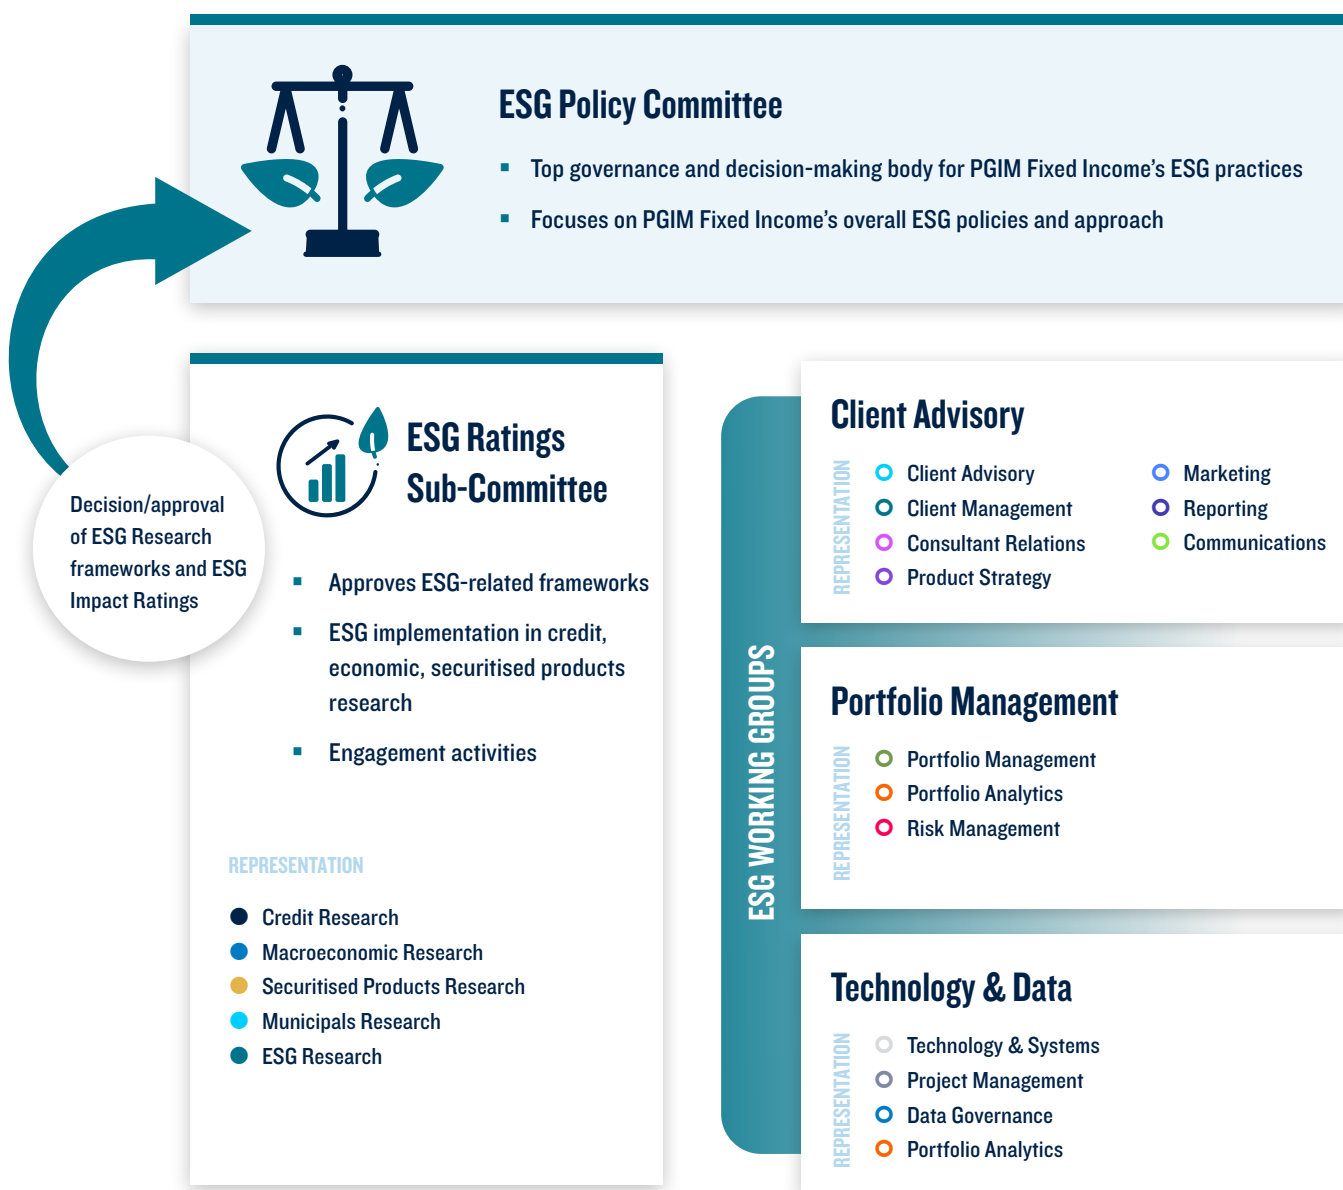 ESG Policy Committee
Top governance and decision-making body for PGIM Fixed Income's ESG practices
Focuses on PGIM Fixed Income's overall ESG policies and approach
Decision/approval
of ESG Research
frameworks and ESG
Impact Ratings
ESG Ratings
Sub-Committee
Approves ESG-related frameworks
ESG implementation in credit,
economic, securitised products
research
Engagement activities
REPRESENTATION
Credit Research
Macroeconomic Research
Securitised Products Research
Municipals Research
ESG Research
ESG WORKING GROUPS
Client Advisory
REPRESENTATION
Client Advisory
Client Management
Consultant Relations
Product Strategy
Marketing
Reporting
Communications
Portfolio Management
REPRESENTATION
Portfolio Management
Portfolio Analytics
Risk Management
Technology & Data
REPRESENTATION
Technology & Systems
Project Management
Data Governance
Portfolio Analytics